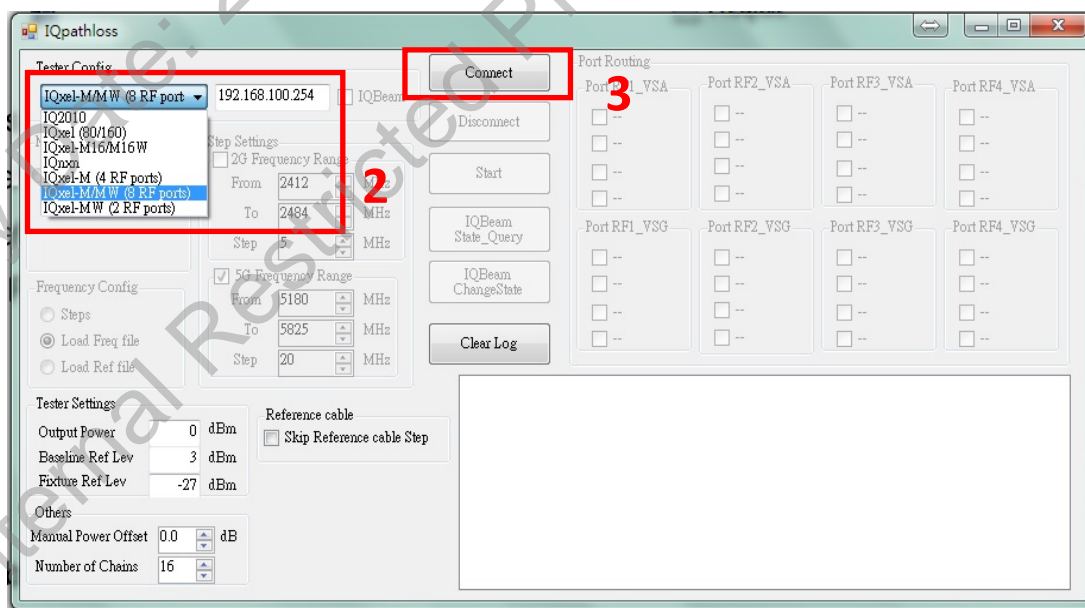 IQpathloss
Tester Config
IQxel-M/MW (8 RF port
192.168.100.254
IQBeam
IQ2010
IQxel (80/160)
IQxel-M16/M16W
IQnxn
IQxel-M (4 RF ports)
IQxel-M/MW (8 RF ports)
IQxel-MW (2 RF ports)
2
Step Settings
2G Frequency Range
From 2412 MHz
To 2484 MHz
Step 5 MHz
5G Frequency Range
From 5180 MHz
To 5825 MHz
Step 20 MHz
Frequency Config
Steps
Load Freq file
Load Ref file
Connect
3
Disconnect
Start
IQBeam
State_Query
IQBeam
ChangeState
Clear Log
Port Routing
Port RF1_VSA
--
--
--
--
Port RF2_VSA
--
--
--
--
Port RF3_VSA
--
--
--
--
Port RF4_VSA
--
--
--
--
Port RF1_VSG
--
--
--
--
Port RF2_VSG
--
--
--
--
Port RF3_VSG
--
--
--
--
Port RF4_VSG
--
--
--
--
Tester Settings
Output Power 0 dBm
Baseline Ref Lev 3 dBm
Fixture Ref Lev -27 dBm
Reference cable
Skip Reference cable Step
Others
Manual Power Offset 0.0 dB
Number of Chains 16
Date: 2
Internal Restricted Pr